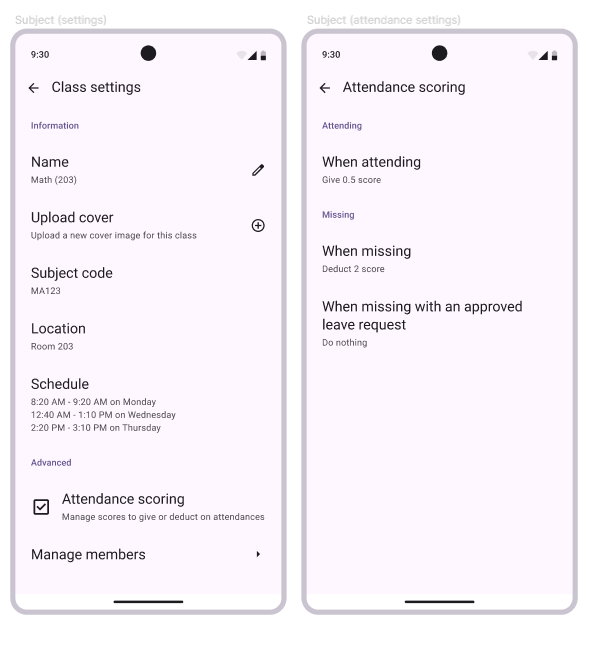 Subject (settings)
9:30
Class settings
Information
Name
Math (203)
Upload cover
Upload a new cover image for this class
Subject code
MA123
Location
Room 203
Schedule
8:20 AM - 9:20 AM on Monday
12:40 AM - 1:10 PM on Wednesday
2:20 PM - 3:10 PM on Thursday
Advanced
Attendance scoring
Manage scores to give or deduct on attendances
Manage members
Subject (attendance settings)
9:30
Attendance scoring
Attending
When attending
Give 0.5 score
Missing
When missing
Deduct 2 score
When missing with an approved
leave request
Do nothing